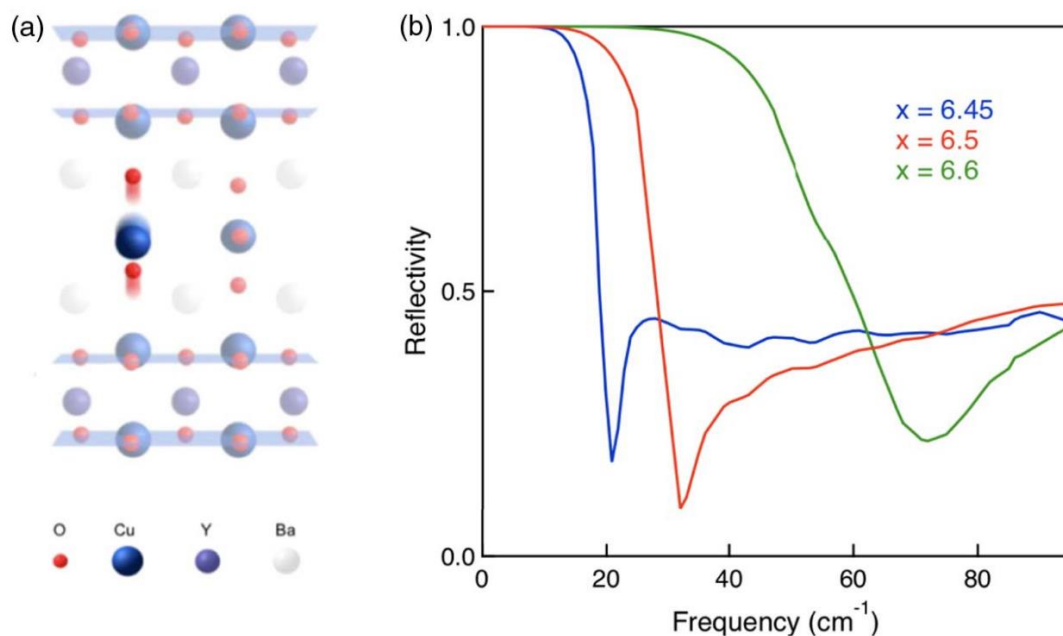 (a)
O Cu Y Ba
(b)
1.0
0.5
0.0
Reflectivity
x = 6.45
x = 6.5
x = 6.6
0 20 40 60 80
Frequency (cm⁻¹)